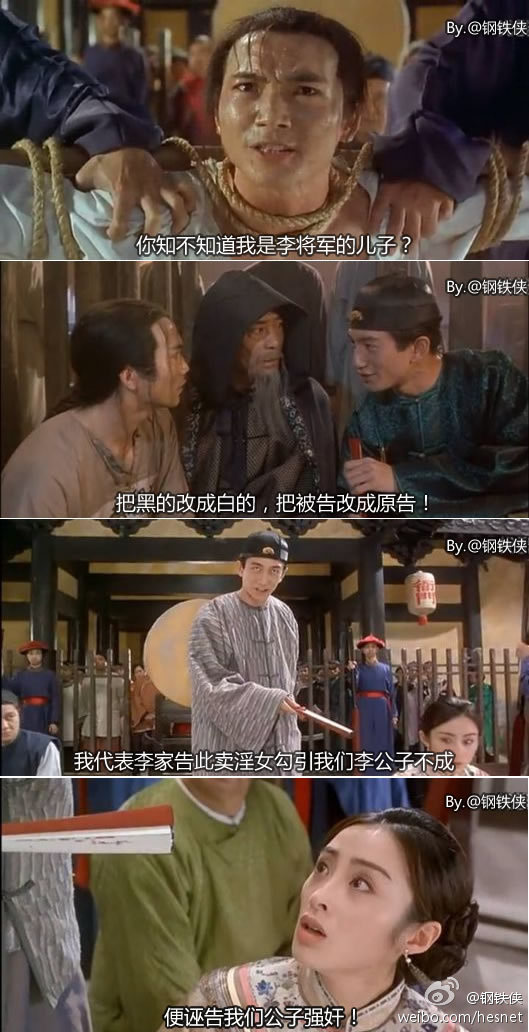 By.@钢铁侠
你知不知道我是李将军的儿子？
By.@钢铁侠
把黑的改成白的，把被告改成原告！
By.@钢铁侠
我代表李家告此卖淫女勾引我们李公子不成
By.@钢铁侠
便诬告我们公子强奸！
@钢铁侠
weibo.com/hesnet